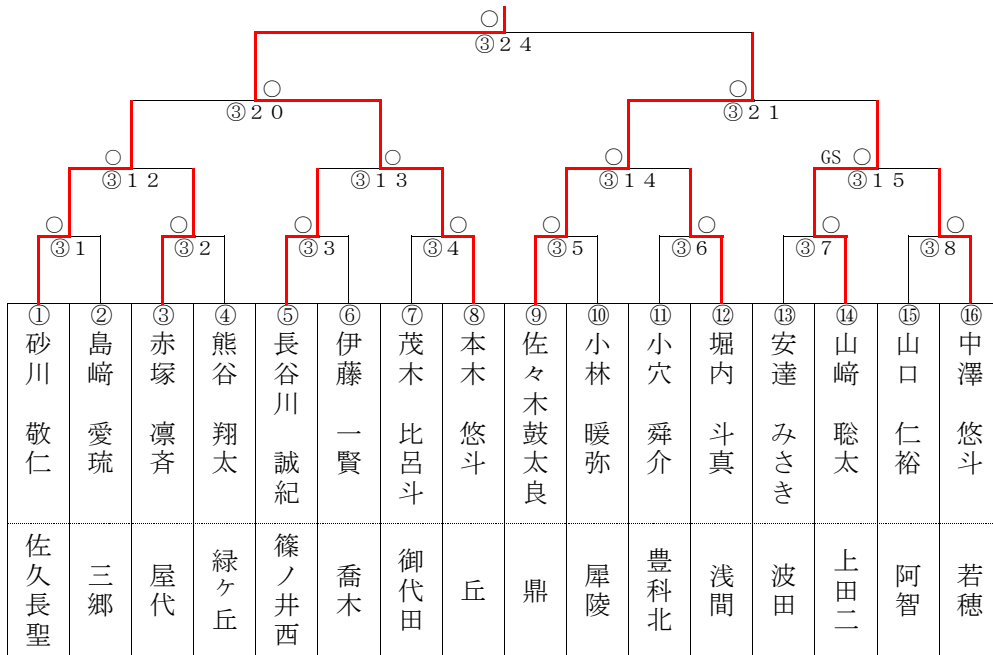 ○
③24
○ ○
③20 ③21
○ ○ ○ GS ○
③12 ③13 ③14 ③15
○ ○ ○ ○ ○ ○ ○ ○
③1 ③2 ③3 ③4 ③5 ③6 ③7 ③8
① 砂川 敬仁 佐久長聖
② 島﨑 愛琉 三郷
③ 赤塚 凛斉 屋代
④ 熊谷 翔太 緑ヶ丘
⑤ 長谷川 誠紀 篠ノ井西
⑥ 伊藤 一賢 喬木
⑦ 茂木 比呂斗 御代田
⑧ 本木 悠斗 丘
⑨ 佐々木鼓太良 鼎
⑩ 小林 暖弥 犀陵
⑪ 小穴 舜介 豊科北
⑫ 堀内 斗真 浅間
⑬ 安達 みさき 波田
⑭ 山﨑 聡太 上田二
⑮ 山口 仁裕 阿智
⑯ 中澤 悠斗 若穂